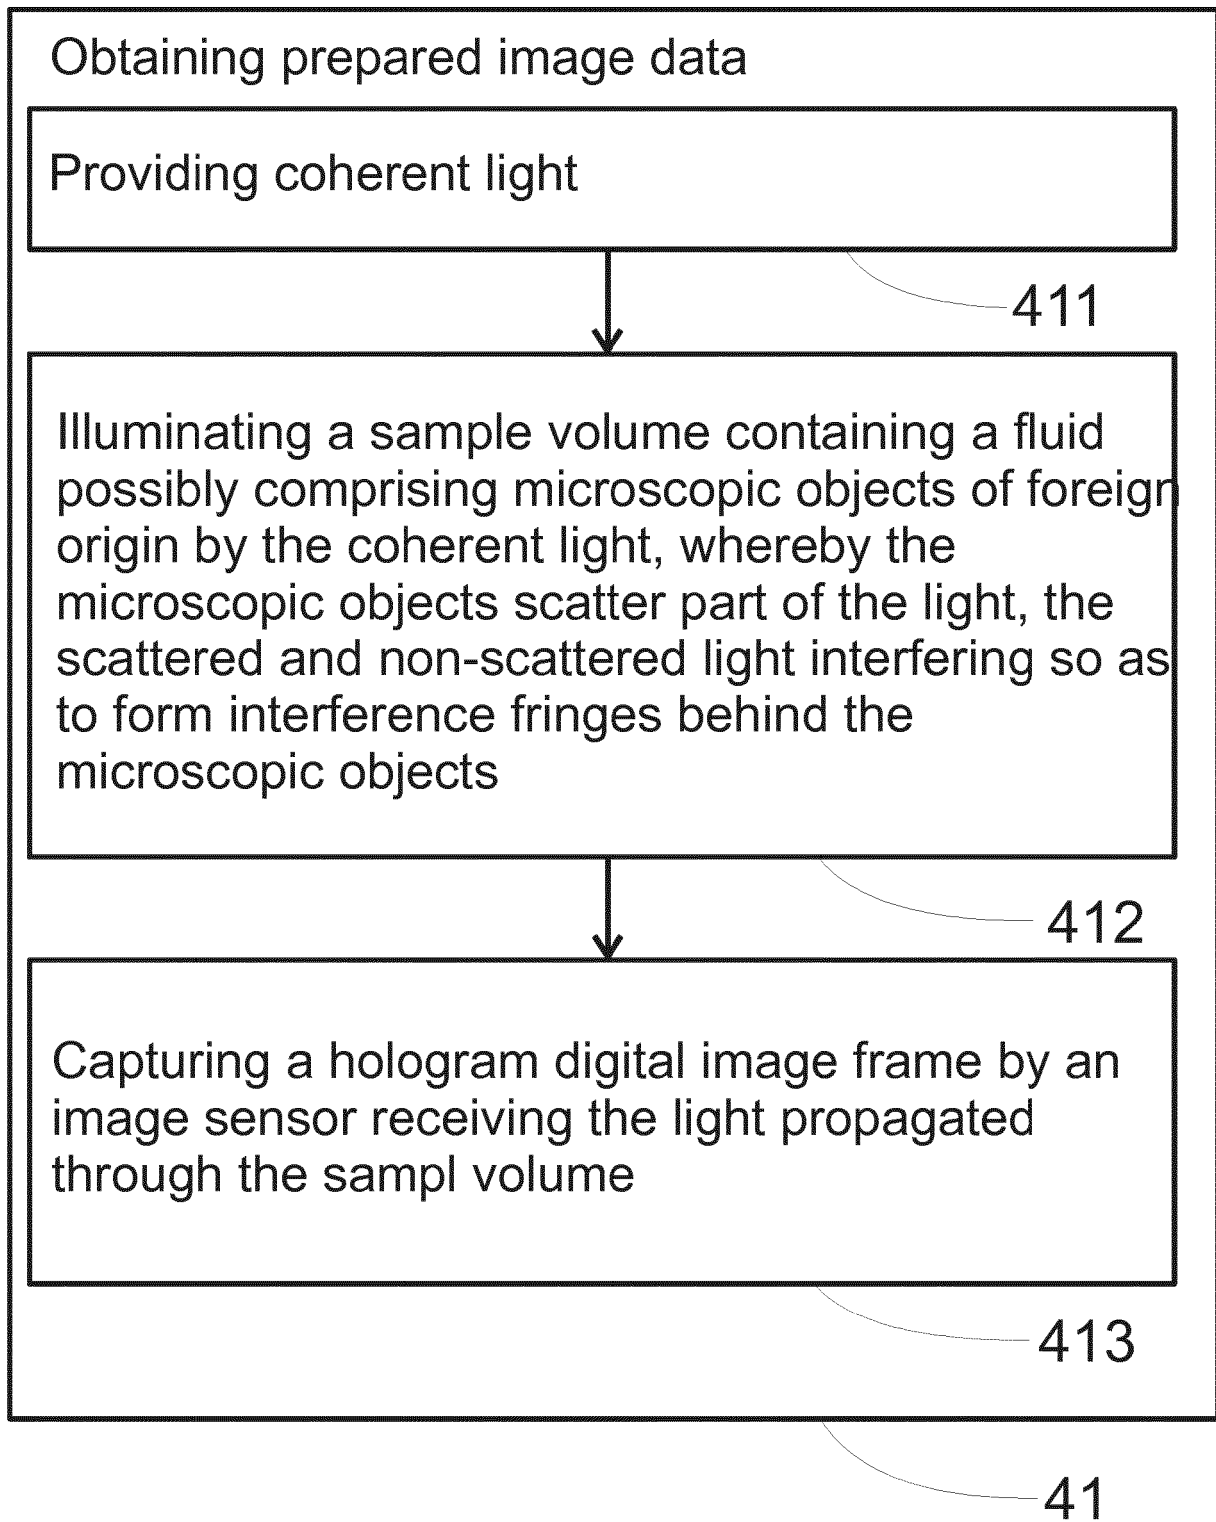 Obtaining prepared image data
Providing coherent light
411
Illuminating a sample volume containing a fluid
possibly comprising microscopic objects of foreign
origin by the coherent light, whereby the
microscopic objects scatter part of the light, the
scattered and non-scattered light interfering so as
to form interference fringes behind the
microscopic objects
412
Capturing a hologram digital image frame by an
image sensor receiving the light propagated
through the sampl volume
413
41